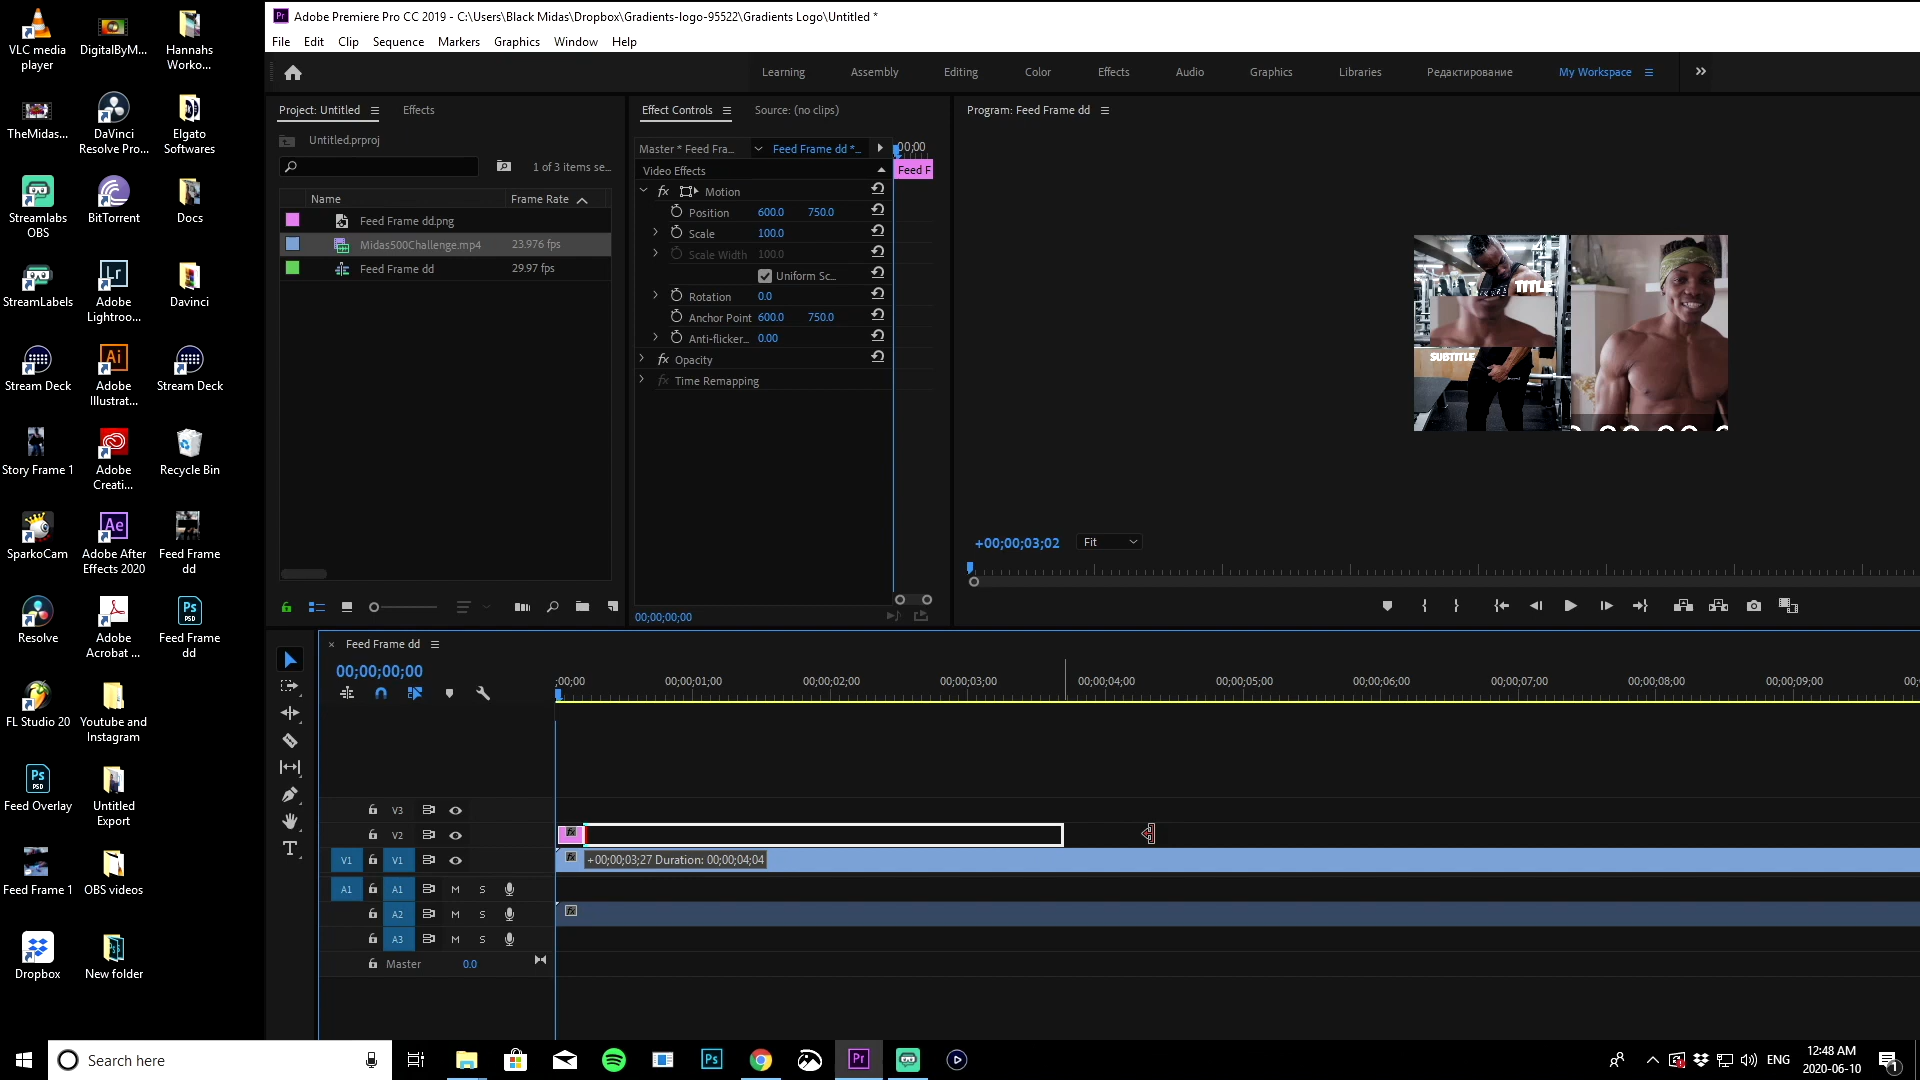 Adobe Premiere Pro CC 2019 - C:\Users\Black Midas\Dropbox\Gradients-logo-95522\Gradients Logo\Untitled *
File Edit Clip Sequence Markers Graphics Window Help
Learning Assembly Editing Color Effects Audio Graphics Libraries Редактирование My Workspace
VLC media player
DigitalByM...
Hannahs Worko...
TheMidas...
DaVinci Resolve Pro...
Elgato Softwares
Streamlabs OBS
BitTorrent
Docs
StreamLabels
Adobe Lightroo...
Davinci
Stream Deck
Adobe Illustrat...
Stream Deck
Story Frame 1
Adobe Creati...
Recycle Bin
SparkoCam
Adobe After Effects 2020
Feed Frame dd
Resolve
Adobe Acrobat ...
Feed Frame dd
FL Studio 20
Youtube and Instagram
Feed Overlay
Untitled Export
Feed Frame 1
OBS videos
Dropbox
New folder
Project: Untitled Effects
Untitled.prproj
1 of 3 items se...
Name Frame Rate
Feed Frame dd.png
Midas500Challenge.mp4 23.976 fps
Feed Frame dd 29.97 fps
Effect Controls Source: (no clips)
Master * Feed Fra... Feed Frame dd *... 00;00
Video Effects Feed F
fx Motion
Position 600.0 750.0
Scale 100.0
Scale Width 100.0
Uniform Sc...
Rotation 0.0
Anchor Point 600.0 750.0
Anti-flicker... 0.00
fx Opacity
fx Time Remapping
00;00;00;00
Program: Feed Frame dd
TITLE
SUBTITLE
+00;00;03;02 Fit
Feed Frame dd
00;00;00;00
;00;00 00;00;01;00 00;00;02;00 00;00;03;00 00;00;04;00 00;00;05;00 00;00;06;00 00;00;07;00 00;00;08;00 00;00;09;00 00;
V3
V2 fx
V1 V1 fx +00;00;03;27 Duration: 00;00;04;04
A1 A1 M S
A2 M S fx
A3 M S
Master 0.0
Search here
ENG
12:48 AM
2020-06-10
1